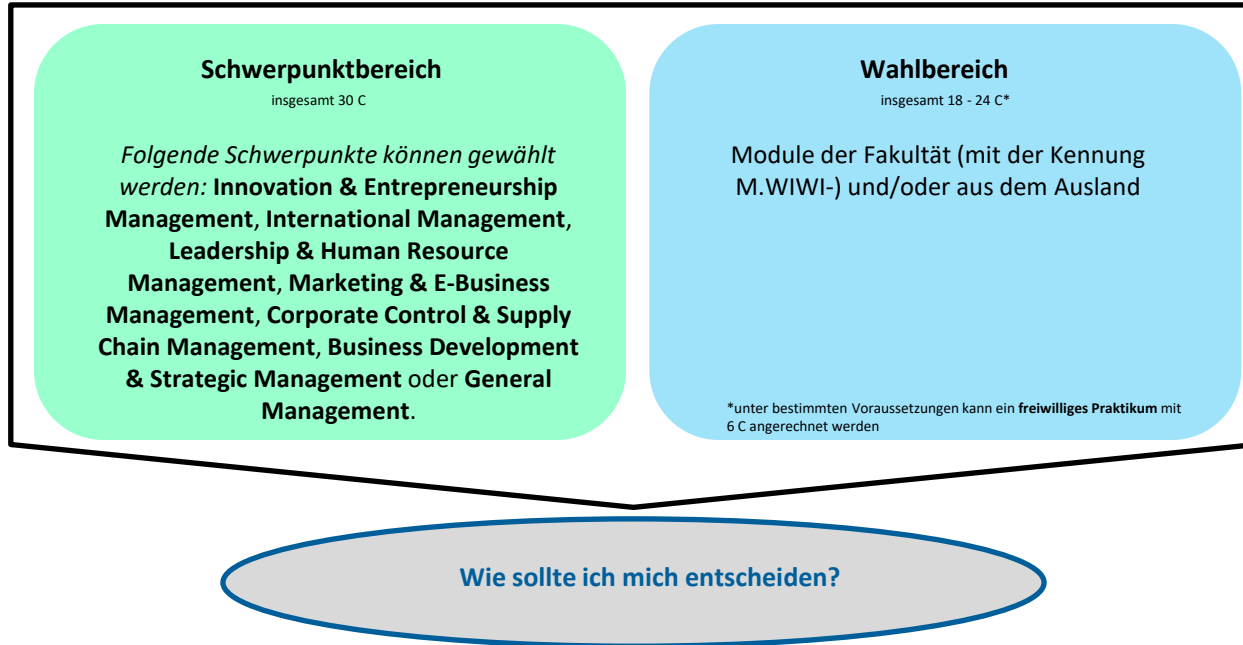 Schwerpunktbereich
insgesamt 30 C
Folgende Schwerpunkte können gewählt
werden: Innovation & Entrepreneurship
Management, International Management,
Leadership & Human Resource
Management, Marketing & E-Business
Management, Corporate Control & Supply
Chain Management, Business Development
& Strategic Management oder General
Management.
Wahlbereich
insgesamt 18 - 24 C*
Module der Fakultät (mit der Kennung
M.WIWI-) und/oder aus dem Ausland
*unter bestimmten Voraussetzungen kann ein freiwilliges Praktikum mit
6 C angerechnet werden
Wie sollte ich mich entscheiden?